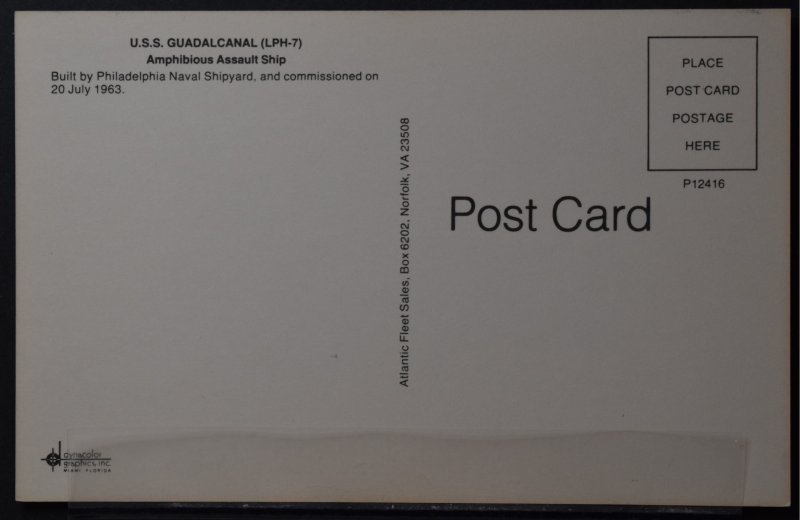 U.S.S. GUADALCANAL (LPH-7)
Amphibious Assault Ship
Built by Philadelphia Naval Shipyard, and commissioned on
20 July 1963.
Atlantic Fleet Sales, Box 6202, Norfolk, VA 23508
PLACE
POST CARD
POSTAGE
HERE
P12416
Post Card
dynacolor
graphics, inc.
MIAMI FLORIDA